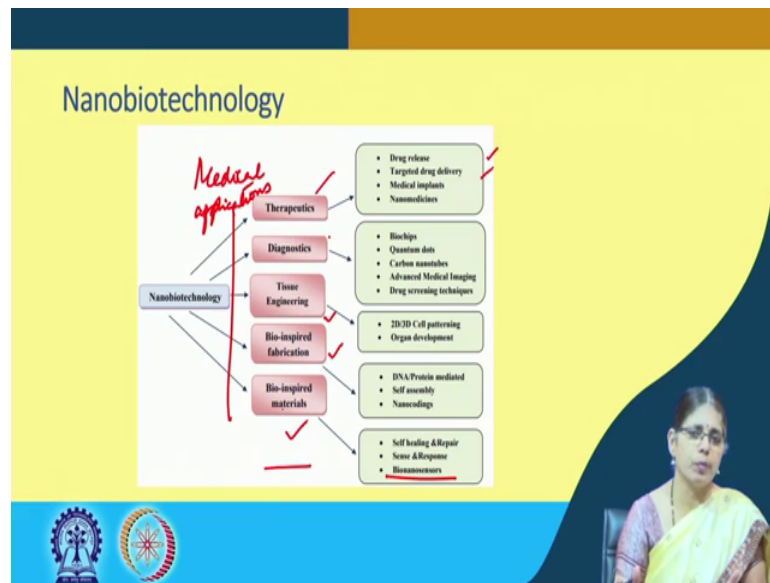 Nanobiotechnology
Medical
applications
Nanobiotechnology
Therapeutics
• Drug release
• Targeted drug delivery
• Medical implants
• Nanomedicines
Diagnostics
• Biochips
• Quantum dots
• Carbon nanotubes
• Advanced Medical Imaging
• Drug screening techniques
Tissue
Engineering
• 2D/3D Cell patterning
• Organ development
Bio-inspired
fabrication
• DNA/Protein mediated
• Self assembly
• Nanocodings
Bio-inspired
materials
• Self healing &Repair
• Sense &Response
• Bionanosensors